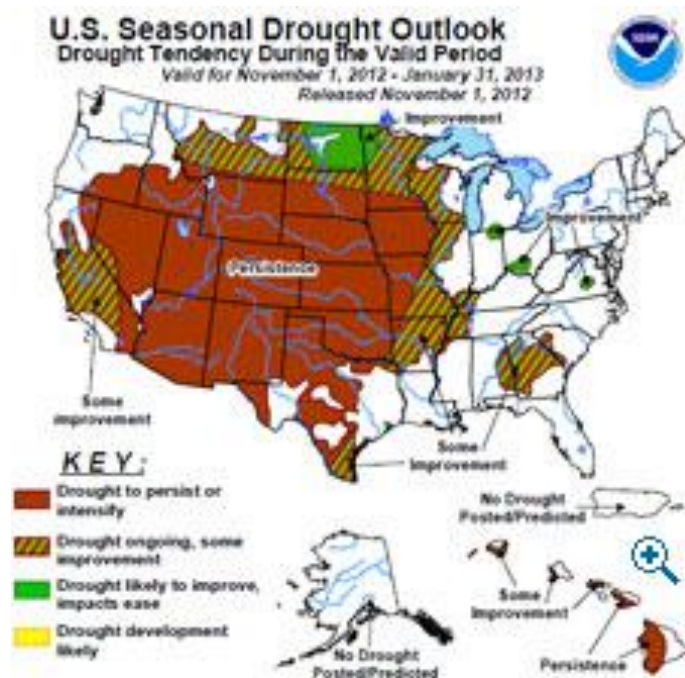 U.S. Seasonal Drought Outlook
Drought Tendency During the Valid Period
Valid for November 1, 2012 - January 31, 2013
Released November 1, 2012
Improvement
Improvement
Persistence
Some
improvement
Some
Improvement
KEY:
Drought to persist or
intensify
Drought ongoing, some
improvement
Drought likely to improve,
impacts ease
Drought development
likely
No Drought
Posted/Predicted
No Drought
Posted/Predicted
Some
Improvement
Persistence